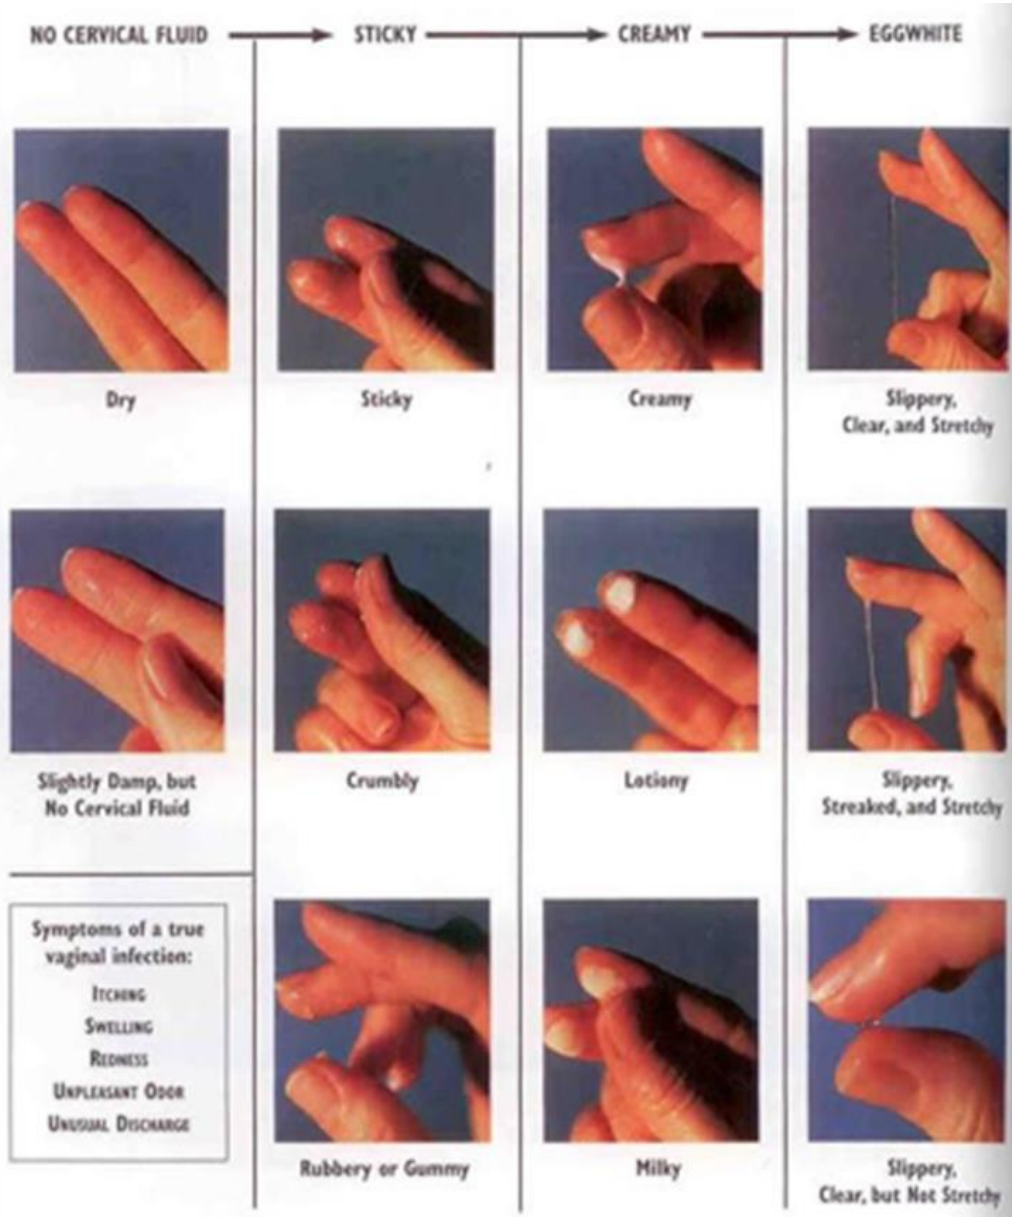 NO CERVICAL FLUID
STICKY
CREAMY
EGGWHITE
Dry
Sticky
Creamy
Slippery,
Clear, and Stretchy
Slightly Damp, but
No Cervical Fluid
Crumbly
Lotiony
Slippery,
Streaked, and Stretchy
Symptoms of a true
vaginal infection:
ITCHING
SWELLING
REDNESS
UNPLEASANT ODOR
UNUSUAL DISCHARGE
Rubbery or Gummy
Milky
Slippery,
Clear, but Not Stretchy